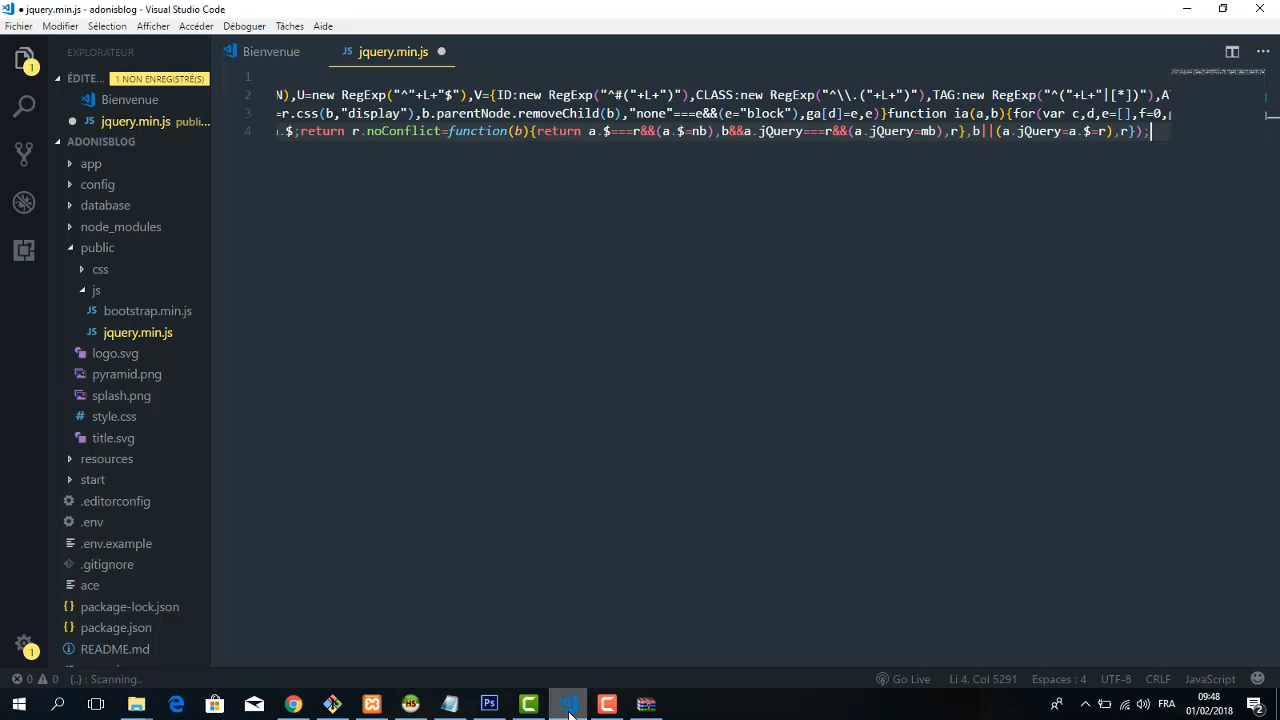 jquery.min.js - adonisblog - Visual Studio Code
Fichier Modifier Sélection Afficher Accéder Déboguer Tâches Aide
EXPLORATEUR
Bienvenue
jquery.min.js
ÉDITE... 1 NON ENREGISTRÉ(S)
Bienvenue
jquery.min.js publi...
ADONISBLOG
app
config
database
node_modules
public
css
js
bootstrap.min.js
jquery.min.js
logo.svg
pyramid.png
splash.png
style.css
title.svg
resources
start
.editorconfig
.env
.env.example
.gitignore
ace
package-lock.json
package.json
README.md
1
2 N),U=new RegExp("^"+L+"$"),V={ID:new RegExp("^#("+L+")"),CLASS:new RegExp("^\\.("+L+")"),TAG:new RegExp("^("+L+"|[*])"),A
3 =r.css(b,"display"),b.parentNode.removeChild(b),"none"===e&&(e="block"),ga[d]=e,e)}function ia(a,b){for(var c,d,e=[],f=0,g
4 a.$;return r.noConflict=function(b){return a.$===r&&(a.$=nb),b&&a.jQuery===r&&(a.jQuery=mb),r},b||(a.jQuery=a.$=r),r});
0 0 {..} : Scanning..
Go Live Li 4, Col 5291 Espaces : 4 UTF-8 CRLF JavaScript
FRA
09:48
01/02/2018